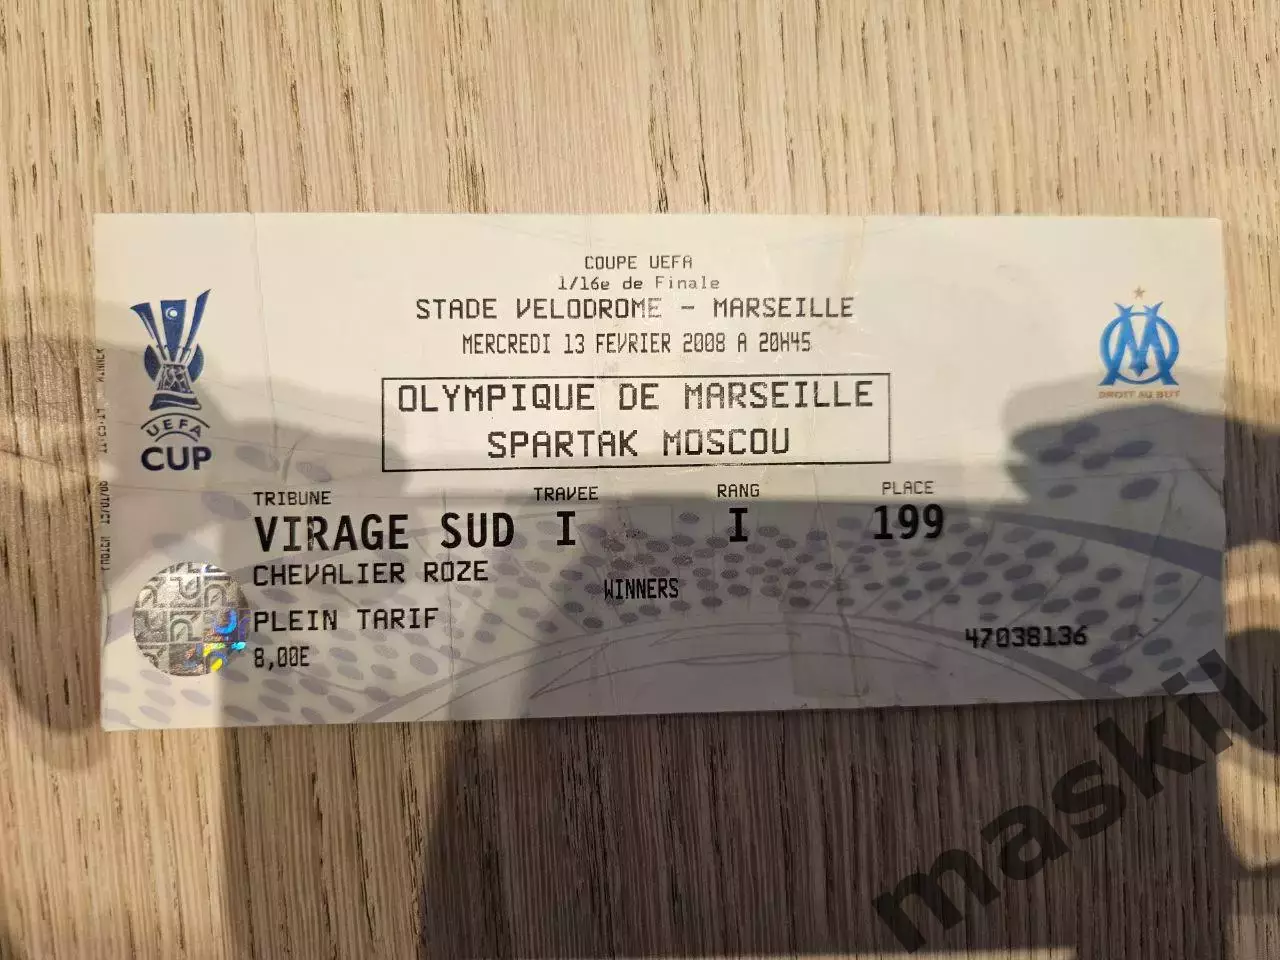 COUPE UEFA
1/16e de Finale
STADE VELODROME - MARSEILLE
MERCREDI 13 FEVRIER 2008 A 20H45
OLYMPIQUE DE MARSEILLE
SPARTAK MOSCOU
UEFA
CUP
DROIT AU BUT
TRIBUNE TRAVEE RANG PLACE
VIRAGE SUD I I 199
CHEVALIER ROZE
WINNERS
PLEIN TARIF
47038136
8,00E
maskil